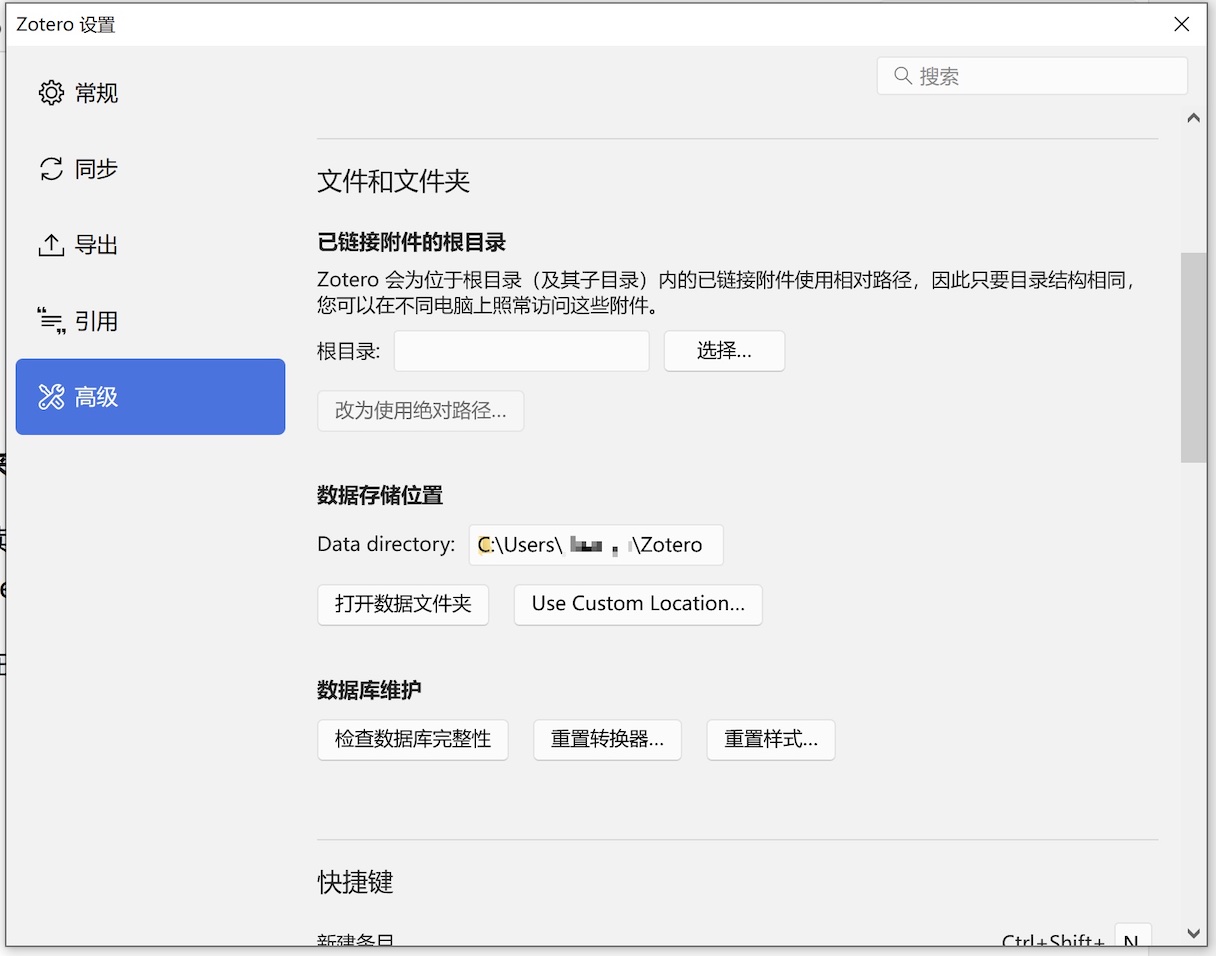 Zotero 设置
搜索
常规
同步
导出
引用
高级
文件和文件夹
已链接附件的根目录
Zotero 会为位于根目录（及其子目录）内的已链接附件使用相对路径，因此只要目录结构相同，
您可以在不同电脑上照常访问这些附件。
根目录:
选择...
改为使用绝对路径...
数据存储位置
Data directory: C:\Users\ \Zotero
打开数据文件夹
Use Custom Location...
数据库维护
检查数据库完整性
重置转换器...
重置样式...
快捷键
新建条目
Ctrl+Shift+ N